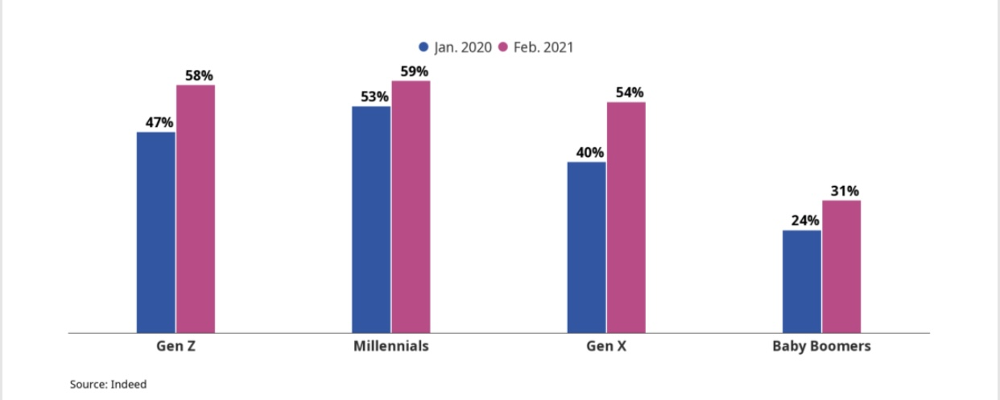 Jan. 2020 Feb. 2021
58% 59%
47% 53% 54%
40%
24% 31%
Gen Z Millennials Gen X Baby Boomers
Source: Indeed